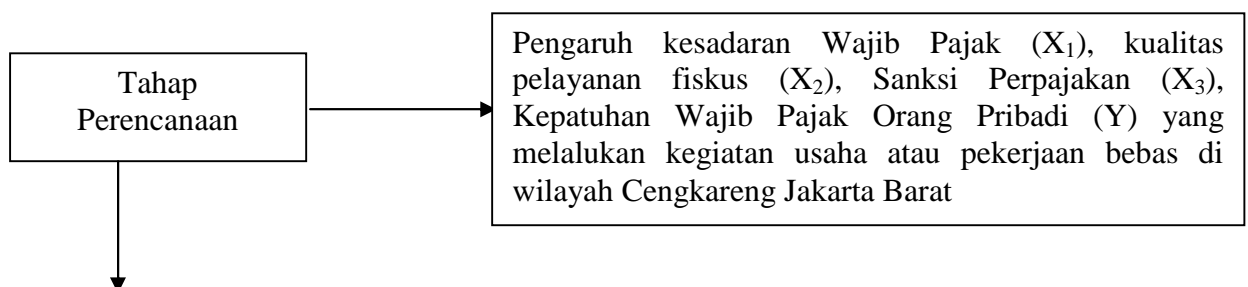 Tahap
Perencanaan
Pengaruh kesadaran Wajib Pajak (X₁), kualitas
pelayanan fiskus (X₂), Sanksi Perpajakan (X₃),
Kepatuhan Wajib Pajak Orang Pribadi (Y) yang
melalukan kegiatan usaha atau pekerjaan bebas di
wilayah Cengkareng Jakarta Barat